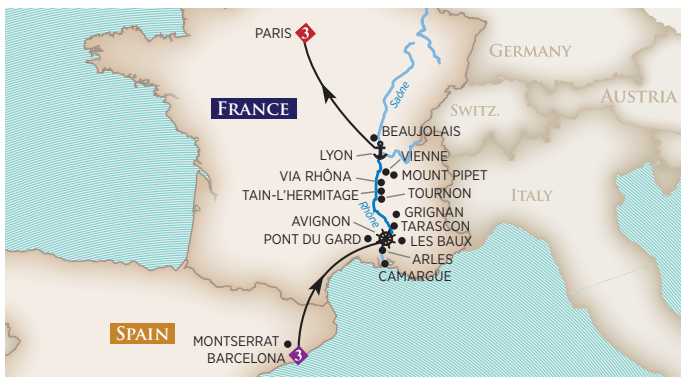 PARIS
3
GERMANY
Saône
AUSTRIA
FRANCE
SWITZ.
BEAUJOLAIS
LYON
VIENNE
VIA RHÔNA
MOUNT PIPET
TAIN-L'HERMITAGE
TOURNON
ITALY
Rhône
GRIGNAN
AVIGNON
TARASCON
PONT DU GARD
LES BAUX
ARLES
CAMARGUE
SPAIN
MONTSERRAT
BARCELONA
3